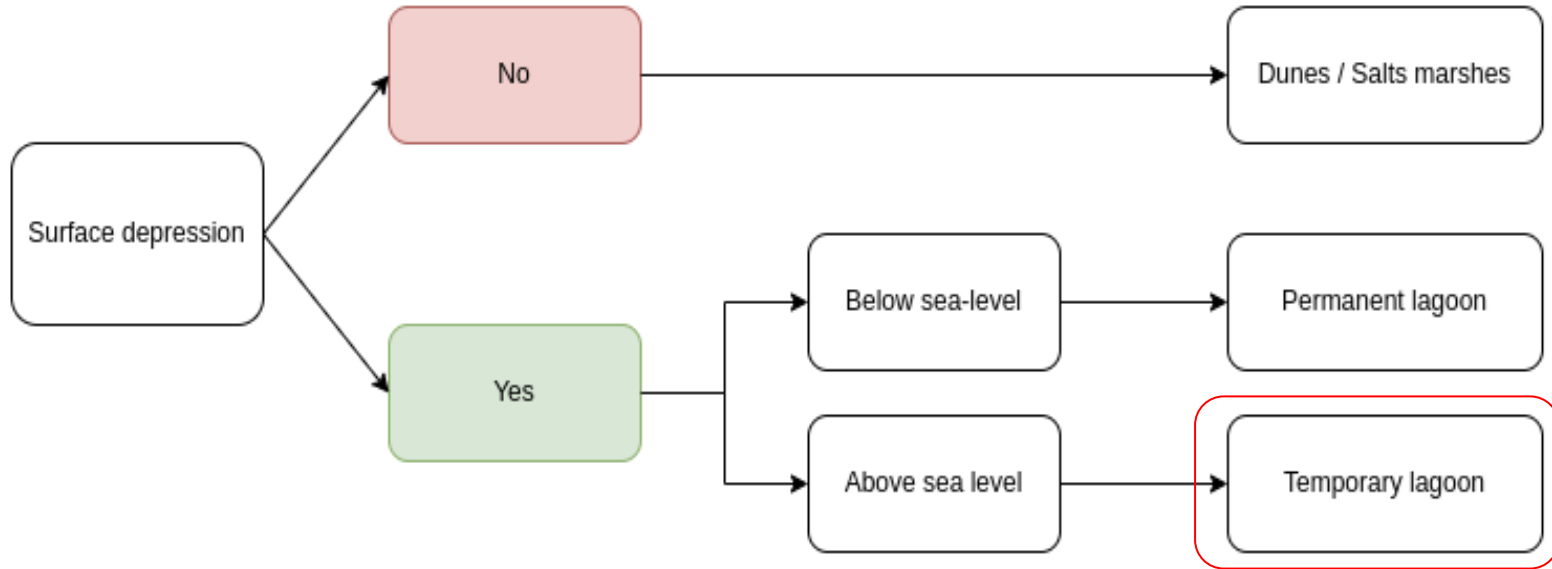 No
Dunes / Salts marshes
Surface depression
Below sea-level
Permanent lagoon
Yes
Above sea level
Temporary lagoon